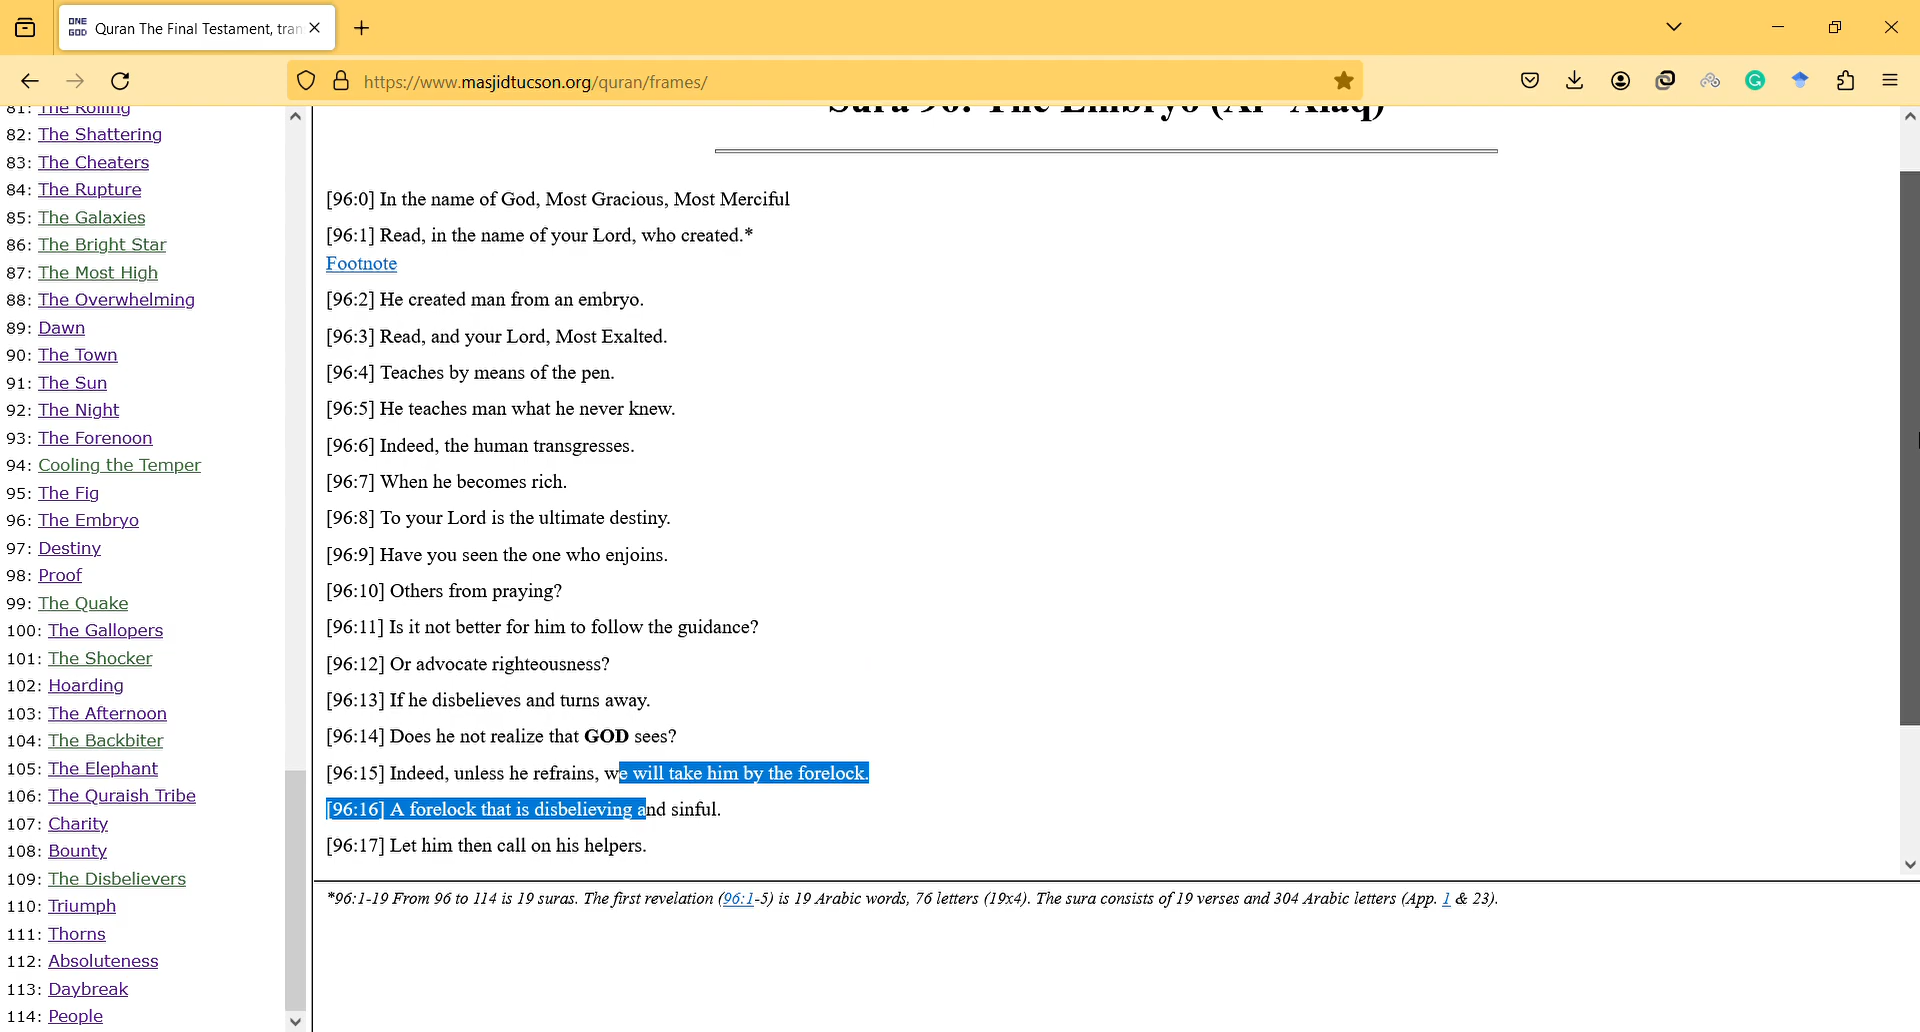 ONE
GOD
Quran The Final Testament, tran
https://www.masjidtucson.org/quran/frames/
81: The Rolling
82: The Shattering
83: The Cheaters
84: The Rupture
85: The Galaxies
86: The Bright Star
87: The Most High
88: The Overwhelming
89: Dawn
90: The Town
91: The Sun
92: The Night
93: The Forenoon
94: Cooling the Temper
95: The Fig
96: The Embryo
97: Destiny
98: Proof
99: The Quake
100: The Gallopers
101: The Shocker
102: Hoarding
103: The Afternoon
104: The Backbiter
105: The Elephant
106: The Quraish Tribe
107: Charity
108: Bounty
109: The Disbelievers
110: Triumph
111: Thorns
112: Absoluteness
113: Daybreak
114: People
Sura 96: The Embryo (Al-'Alaq)
[96:0] In the name of God, Most Gracious, Most Merciful
[96:1] Read, in the name of your Lord, who created.*
Footnote
[96:2] He created man from an embryo.
[96:3] Read, and your Lord, Most Exalted.
[96:4] Teaches by means of the pen.
[96:5] He teaches man what he never knew.
[96:6] Indeed, the human transgresses.
[96:7] When he becomes rich.
[96:8] To your Lord is the ultimate destiny.
[96:9] Have you seen the one who enjoins.
[96:10] Others from praying?
[96:11] Is it not better for him to follow the guidance?
[96:12] Or advocate righteousness?
[96:13] If he disbelieves and turns away.
[96:14] Does he not realize that GOD sees?
[96:15] Indeed, unless he refrains, we will take him by the forelock.
[96:16] A forelock that is disbelieving and sinful.
[96:17] Let him then call on his helpers.
*96:1-19 From 96 to 114 is 19 suras. The first revelation (96:1-5) is 19 Arabic words, 76 letters (19x4). The sura consists of 19 verses and 304 Arabic letters (App. 1 & 23).